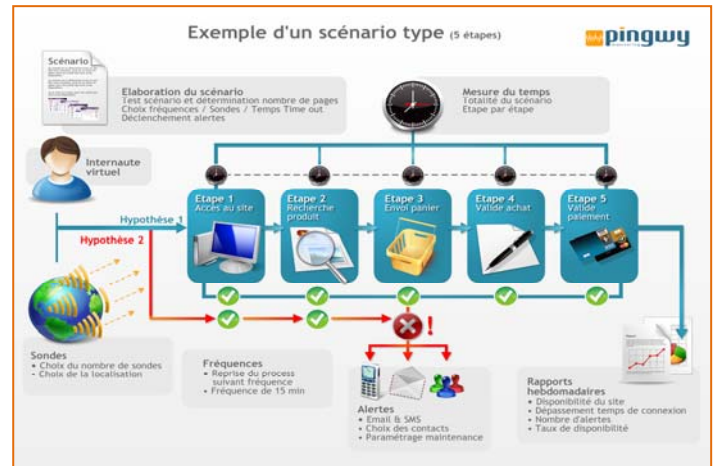 Exemple d'un scénario type (5 étapes)
pingwy
Scénario
Elaboration du scénario
Test scénario et détermination nombre de pages
Choix fréquences / Sondes / Temps Time out
Déclenchement alertes
Mesure du temps
Totalité du scénario
Etape par étape
Internaute
virtuel
Hypothèse 1
Hypothèse 2
Etape 1
Accès au site
Etape 2
Recherche
produit
Etape 3
Envoi panier
Etape 4
Valide achat
Etape 5
Valide
paiement
!
Sondes
• Choix du nombre de sondes
- Choix de la localisation
Fréquences
• Reprise du process
suivant fréquence
• Fréquence de 15 min
Alertes
• Email & SMS
• Choix des contacts
• Paramétrage maintenance
Rapports
hebdomadaires
• Disponibilité du site
• Dépassement temps de connexion
• Nombre d'alertes
• Taux de disponibilité